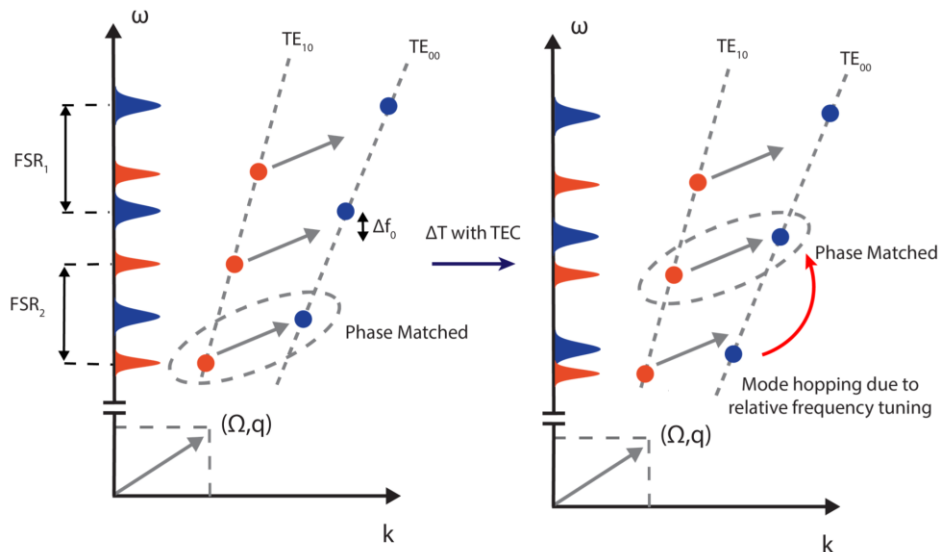 ω
TE₁₀
TE₀₀
FSR₁
Δf₀
FSR₂
Phase Matched
(Ω,q)
k
ΔT with TEC
ω
TE₁₀
TE₀₀
Phase Matched
Mode hopping due to
relative frequency tuning
(Ω,q)
k